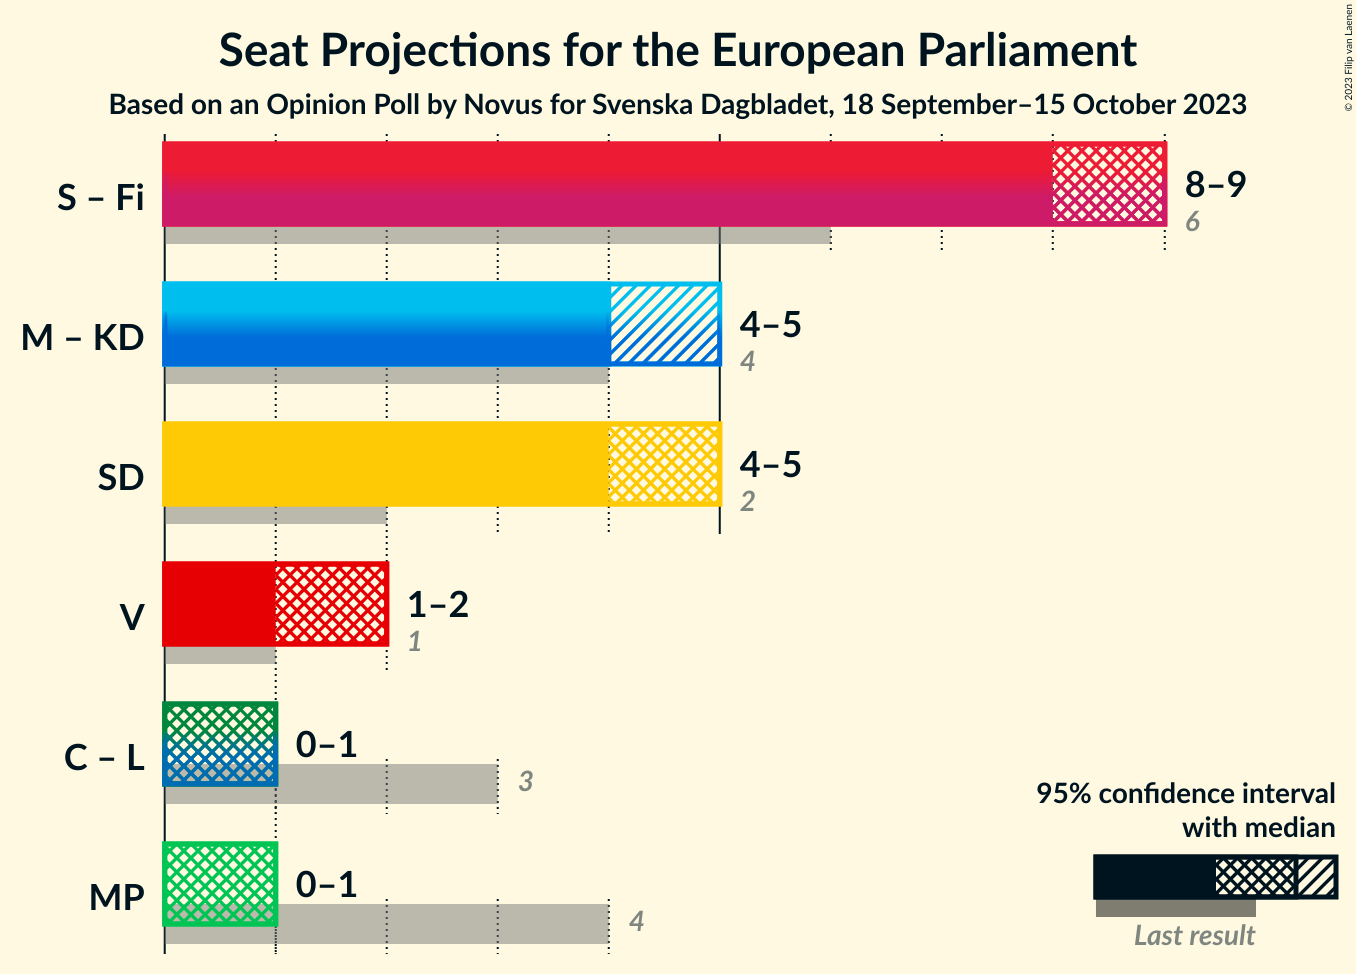 Seat Projections for the European Parliament
Based on an Opinion Poll by Novus for Svenska Dagbladet, 18 September–15 October 2023
© 2023 Filip van Laenen
S – Fi
8–9
6
M – KD
4–5
4
SD
4–5
2
V
1–2
1
C – L
0–1
3
MP
0–1
4
95% confidence interval
with median
Last result